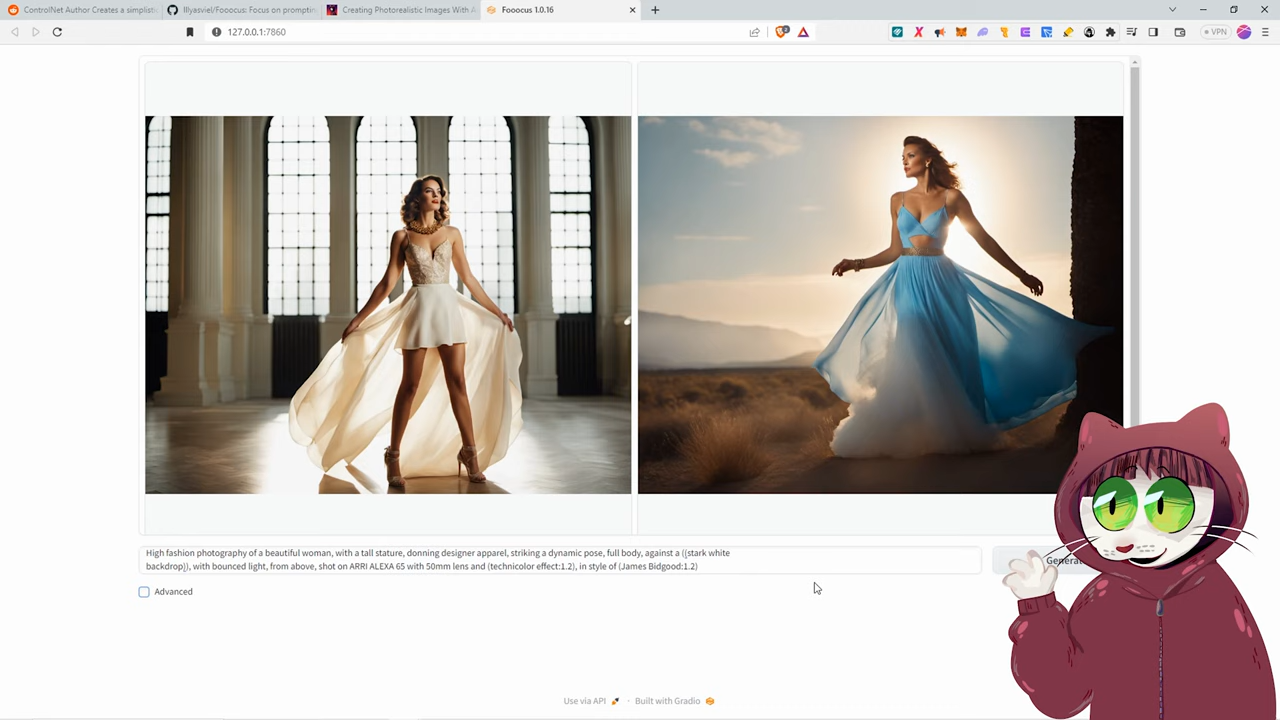 ControlNet Author Creates a simplisti
lllyasviel/Fooocus: Focus on promptin
Creating Photorealistic Images With A
Fooocus 1.0.16
127.0.0.1:7860
2
VPN
High fashion photography of a beautiful woman, with a tall stature, donning designer apparel, striking a dynamic pose, full body, against a ((stark white
backdrop)), with bounced light, from above, shot on ARRI ALEXA 65 with 50mm lens and (technicolor effect:1.2), in style of (James Bidgood:1.2)
Generat
Advanced
Use via API
·
Built with Gradio